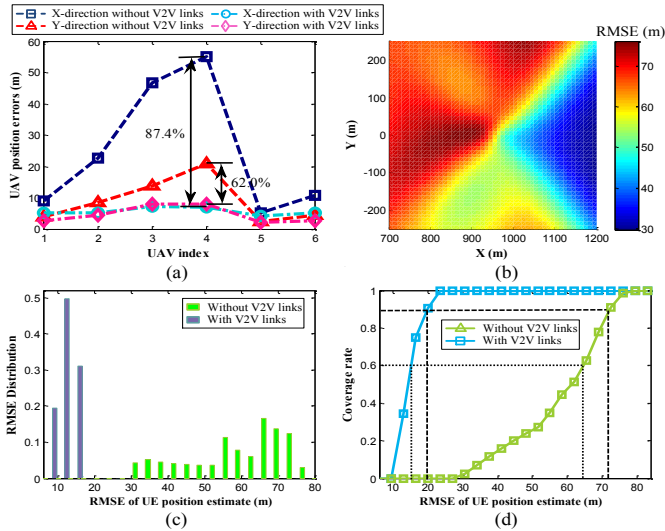 X-direction without V2V links
X-direction with V2V links
Y-direction without V2V links
Y-direction with V2V links
60
50
40
30
20
10
0
UAV position errors (m)
87.4%
62.0%
1
2
3
4
5
6
UAV index
(a)
RMSE (m)
200
100
0
-100
-200
Y (m)
700
800
900
1000
1100
1200
X (m)
70
60
50
40
30
(b)
0.5
0.4
0.3
0.2
0.1
0
RMSE Distribution
Without V2V links
With V2V links
10
20
30
40
50
60
70
80
RMSE of UE position estimate (m)
(c)
1
0.8
0.6
0.4
0.2
0
Coverage rate
Without V2V links
With V2V links
10
20
30
40
50
60
70
80
RMSE of UE position estimate (m)
(d)